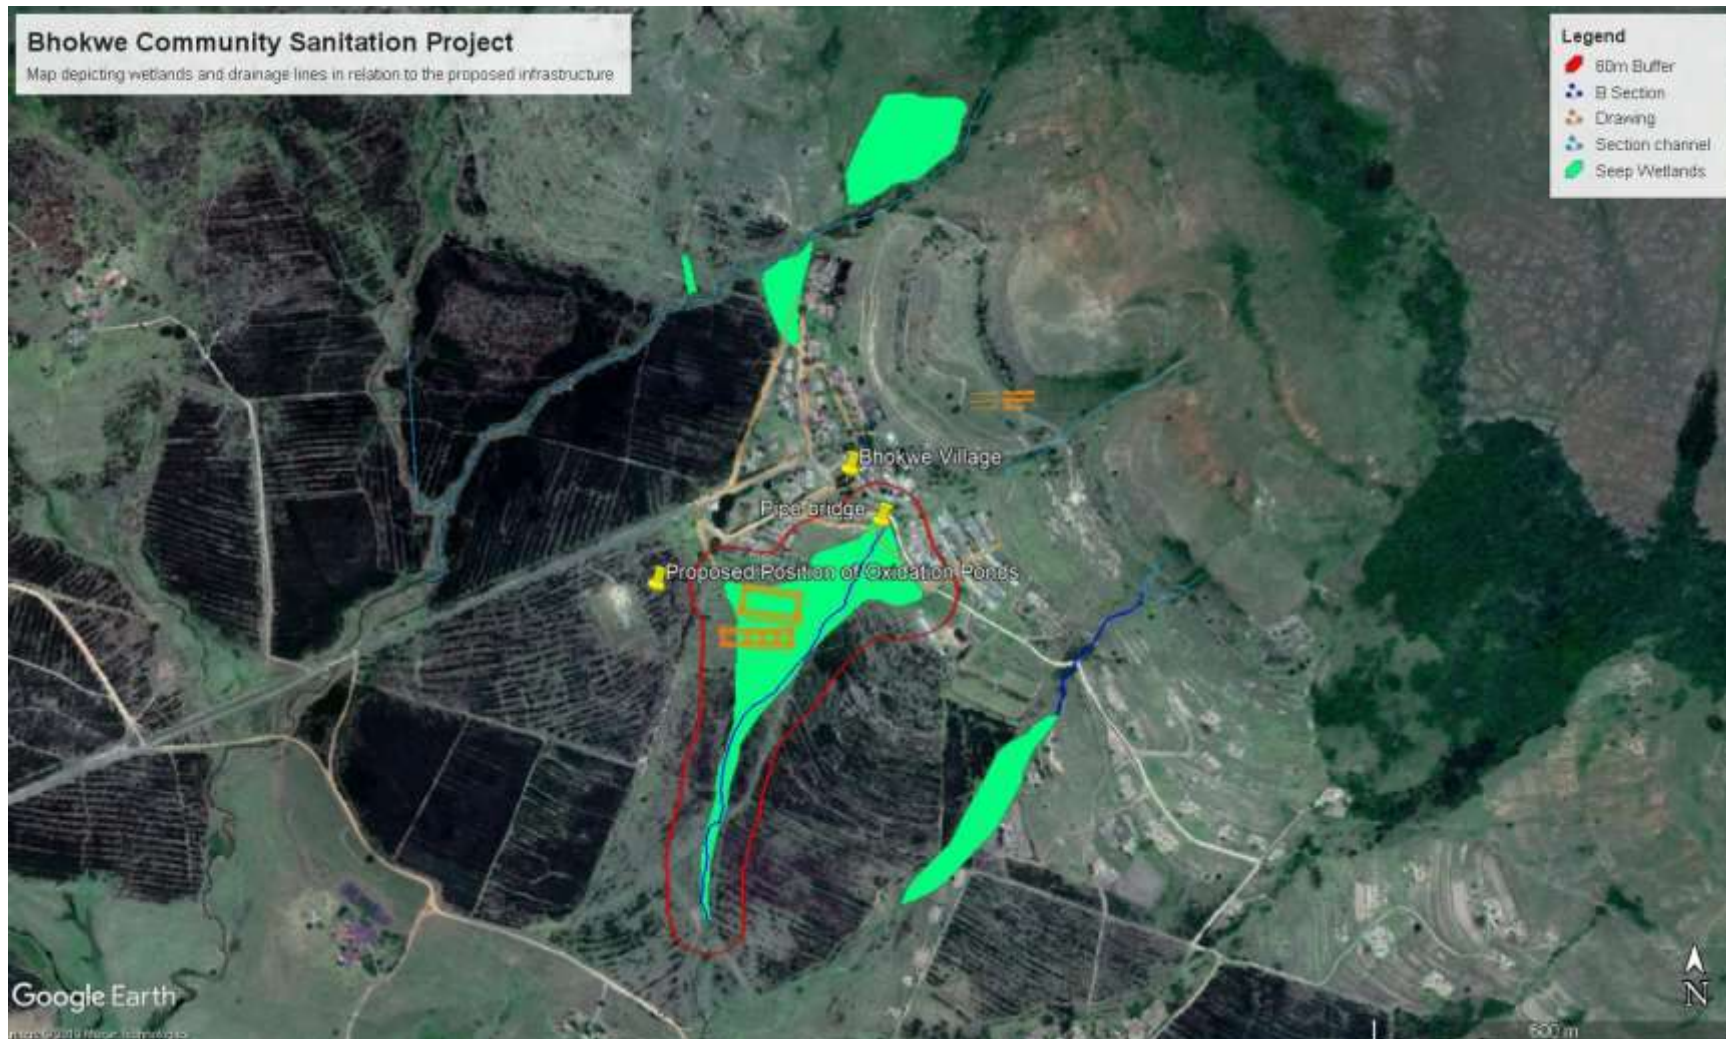 Bhokwe Community Sanitation Project
Map depicting wetlands and drainage lines in relation to the proposed infrastructure
Legend
60m Buffer
B Section
Drawing
Section channel
Seep Wetlands
Bhokwe Village
Pipe bridge
Proposed Position of Oxidation Ponds
Google Earth
N
600 m